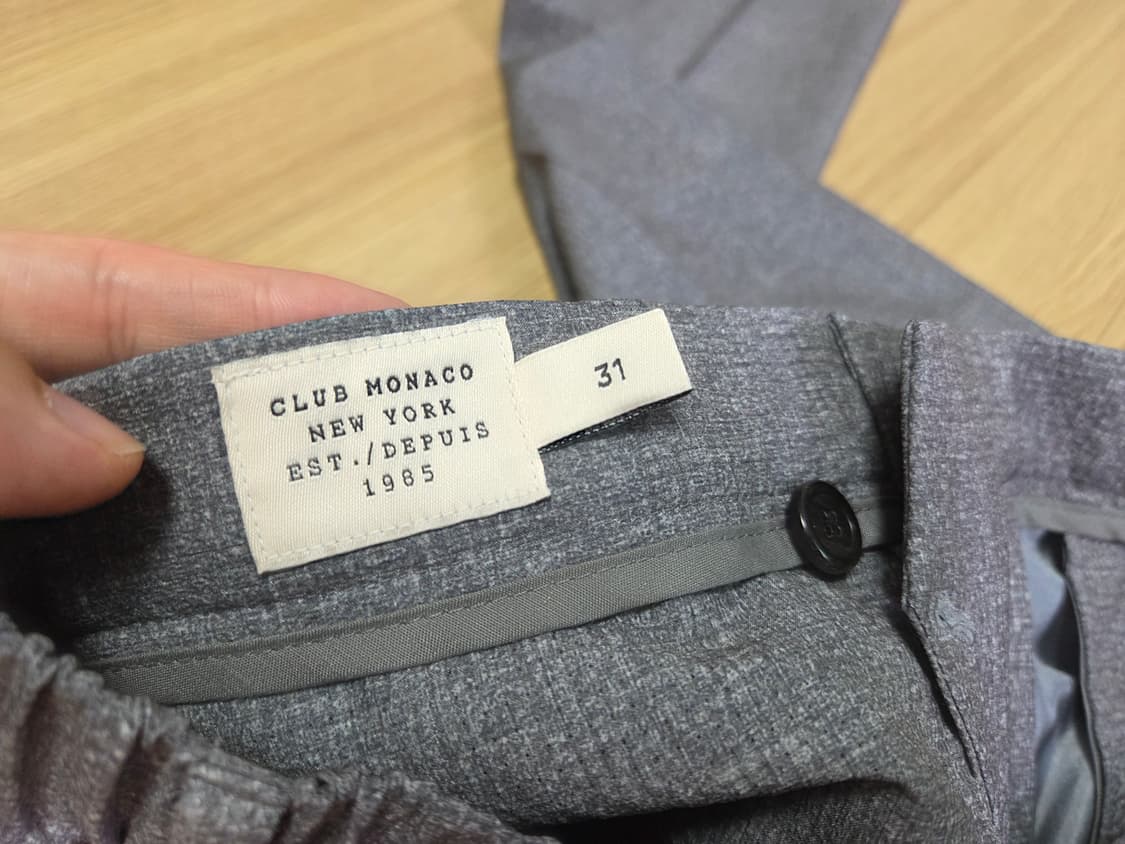 CLUB MONACO
NEW YORK
EST./DEPUIS
1985
31